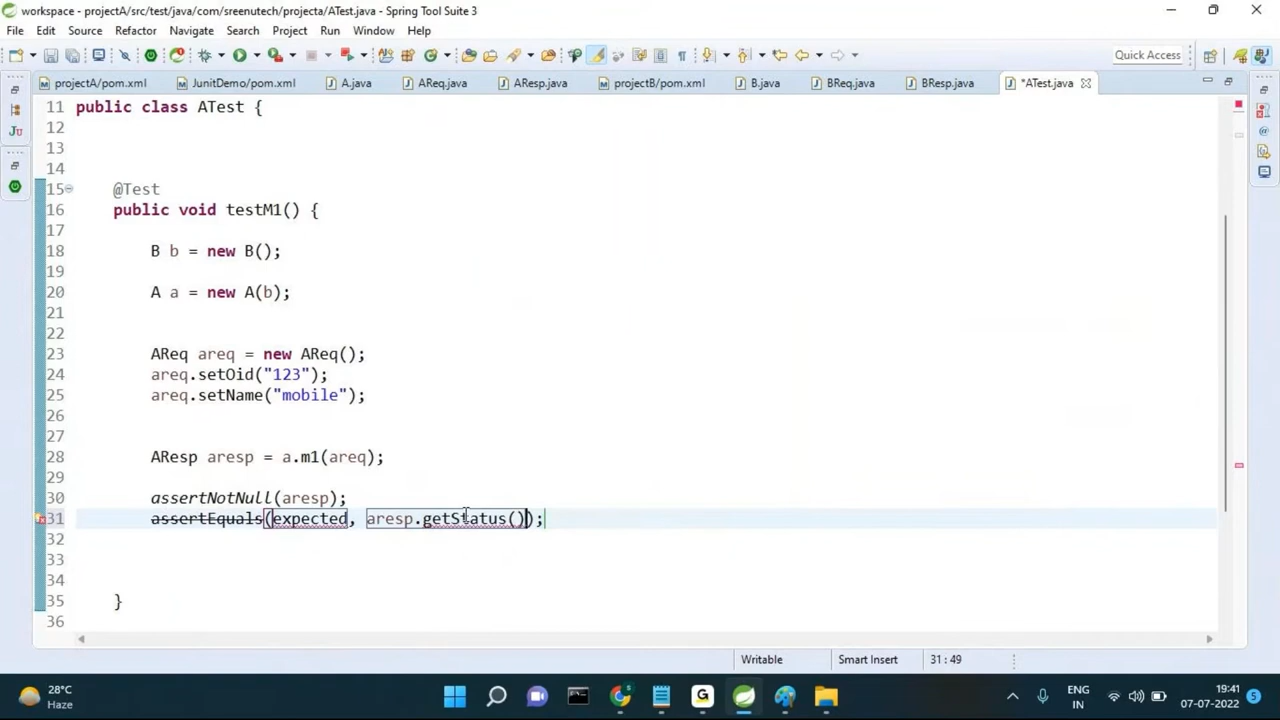 workspace - projectA/src/test/java/com/sreenutech/projecta/ATest.java - Spring Tool Suite 3
File Edit Source Refactor Navigate Search Project Run Window Help
Quick Access
projectA/pom.xml JunitDemo/pom.xml A.java AReq.java AResp.java projectB/pom.xml B.java BReq.java BResp.java *ATest.java
11 public class ATest {
12
13
14
15 @Test
16 public void testM1() {
17
18 B b = new B();
19
20 A a = new A(b);
21
22
23 AReq areq = new AReq();
24 areq.setOid("123");
25 areq.setName("mobile");
26
27
28 AResp aresp = a.m1(areq);
29
30 assertNotNull(aresp);
31 assertEquals(expected, aresp.getStatus());
32
33
34
35 }
36
Writable Smart Insert 31 : 49
28°C
Haze
ENG
IN
19:41
07-07-2022
5